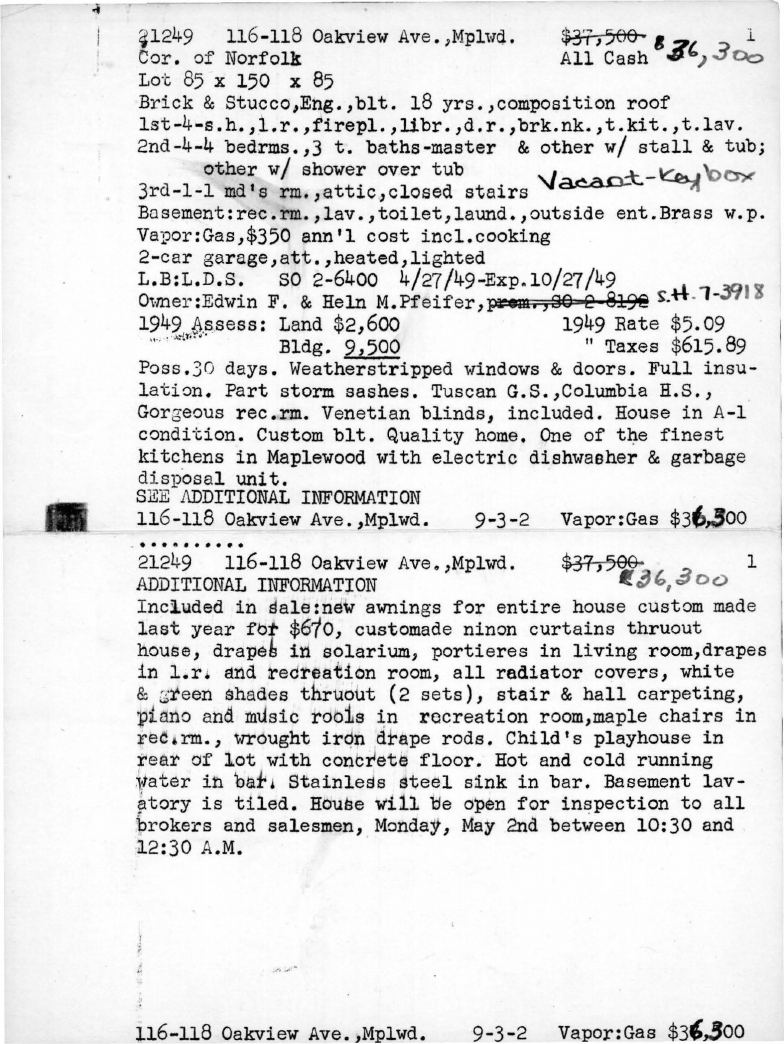 21249 116-118 Oakview Ave.,Mplwd. $37,500 1
Cor. of Norfolk All Cash $36,300
Lot 85 x 150 x 85
Brick & Stucco,Eng.,blt. 18 yrs.,composition roof
1st-4-s.h.,l.r.,firepl.,libr.,d.r.,brk.nk.,t.kit.,t.lav.
2nd-4-4 bedrms.,3 t. baths-master & other w/ stall & tub;
other w/ shower over tub
Vacant-Keybox
3rd-1-1 md's rm.,attic,closed stairs
Basement:rec.rm.,lav.,toilet,laund.,outside ent.Brass w.p.
Vapor:Gas,$350 ann'l cost incl.cooking
2-car garage,att.,heated,lighted
L.B:L.D.S. SO 2-6400 4/27/49-Exp.10/27/49
Owner:Edwin F. & Heln M.Pfeifer,prem.,SO 2-8192 S.H. 7-3918
1949 Assess: Land $2,600 1949 Rate $5.09
Bldg. 9,500 " Taxes $615.89
Poss.30 days. Weatherstripped windows & doors. Full insu-
lation. Part storm sashes. Tuscan G.S.,Columbia H.S.,
Gorgeous rec.rm. Venetian blinds, included. House in A-1
condition. Custom blt. Quality home. One of the finest
kitchens in Maplewood with electric dishwasher & garbage
disposal unit.
SEE ADDITIONAL INFORMATION
116-118 Oakview Ave.,Mplwd. 9-3-2 Vapor:Gas $36,300
..........
21249 116-118 Oakview Ave.,Mplwd. $37,500 1
ADDITIONAL INFORMATION $36,300
Included in sale:new awnings for entire house custom made
last year for $670, customade ninon curtains thruout
house, drapes in solarium, portieres in living room,drapes
in l.r. and recreation room, all radiator covers, white
& green shades thruout (2 sets), stair & hall carpeting,
piano and music rools in recreation room,maple chairs in
rec.rm., wrought iron drape rods. Child's playhouse in
rear of lot with concrete floor. Hot and cold running
water in bar. Stainless steel sink in bar. Basement lav-
atory is tiled. House will be open for inspection to all
brokers and salesmen, Monday, May 2nd between 10:30 and
12:30 A.M.
116-118 Oakview Ave.,Mplwd. 9-3-2 Vapor:Gas $36,300